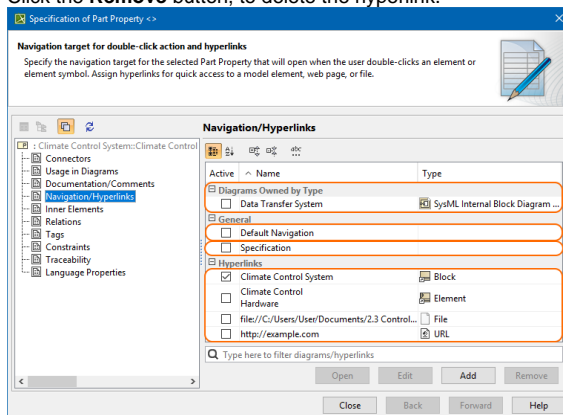 Click the Remove button, to delete the hyperlink.
Specification of Part Property <>
Navigation target for double-click action and hyperlinks
Specify the navigation target for the selected Part Property that will open when the user double-clicks an element or
element symbol. Assign hyperlinks for quick access to a model element, web page, or file.
Navigation/Hyperlinks
: Climate Control System::Climate Control
Connectors
Usage in Diagrams
Documentation/Comments
Navigation/Hyperlinks
Inner Elements
Relations
Tags
Constraints
Traceability
Language Properties
Active Name Type
Diagrams Owned by Type
Data Transfer System SysML Internal Block Diagram ...
General
Default Navigation
Specification
Hyperlinks
Climate Control System Block
Climate Control
Hardware Element
file://C:/Users/User/Documents/2.3 Control... File
http://example.com URL
Type here to filter diagrams/hyperlinks
Open Edit Add Remove
Close Back Forward Help